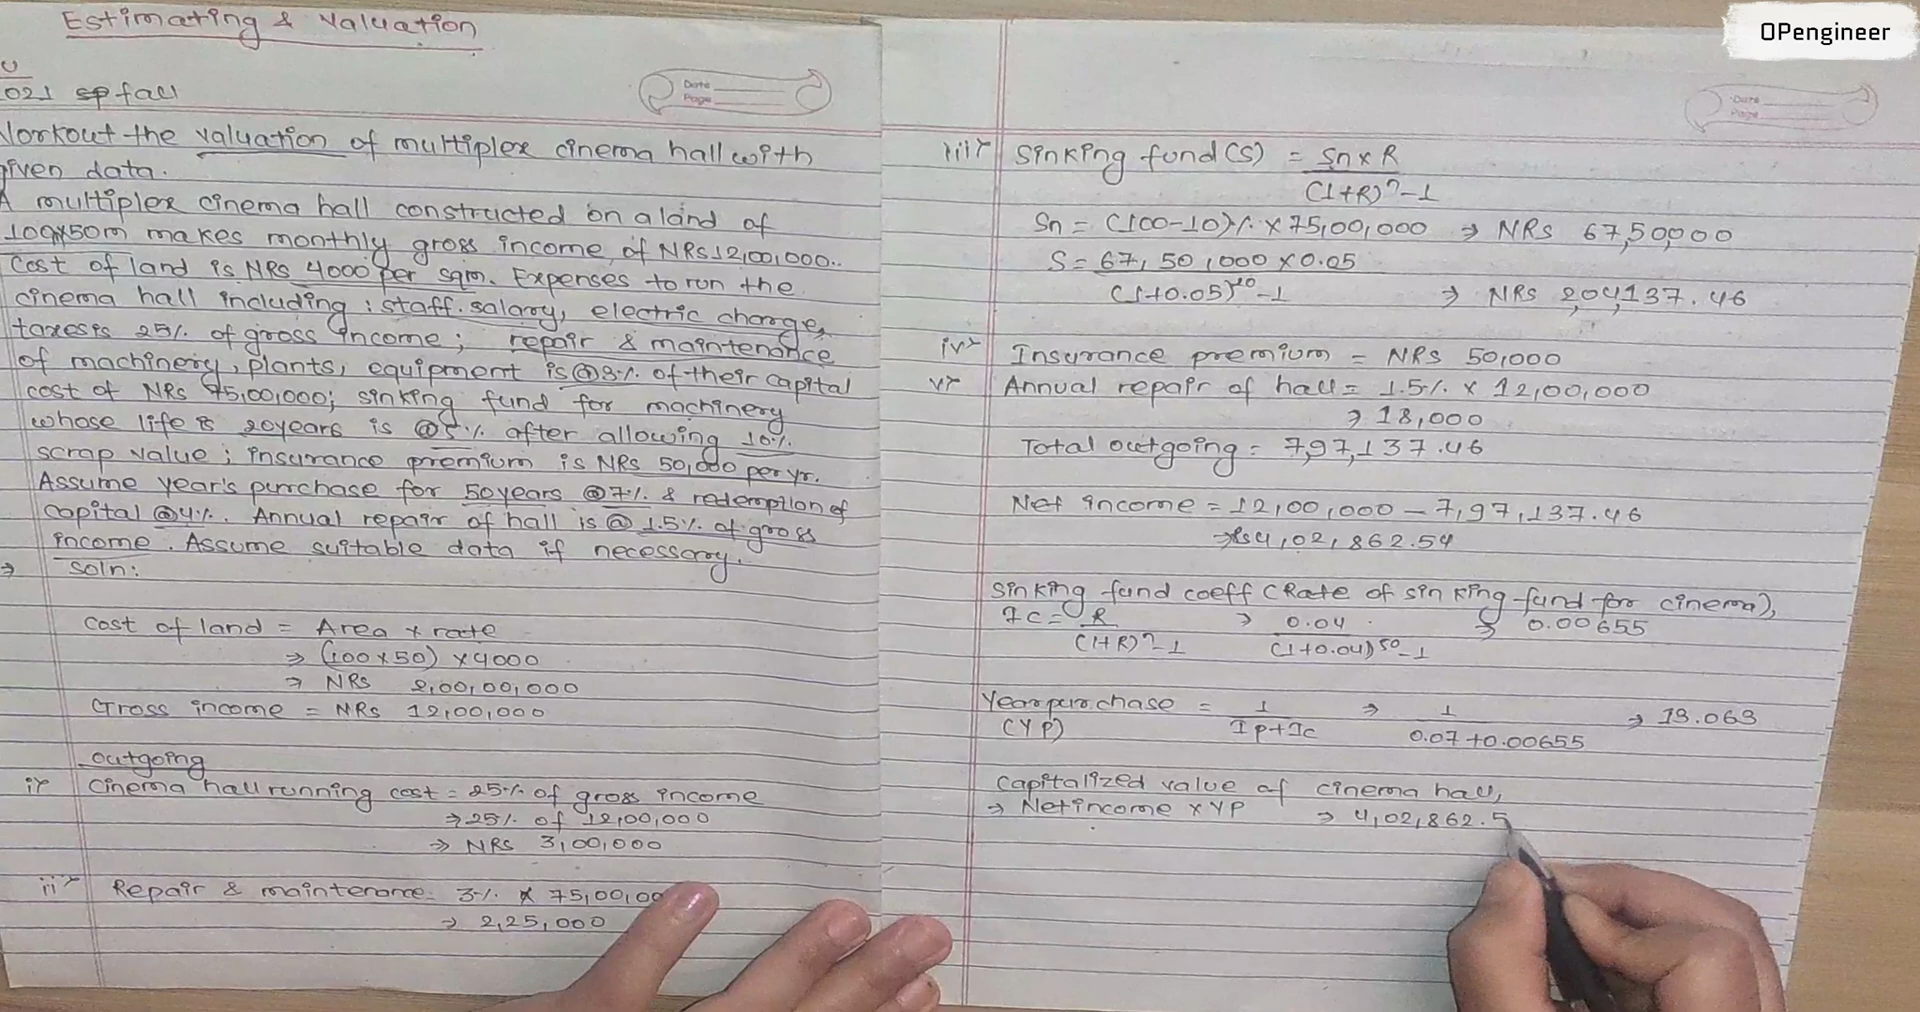 Estimating & Valuation
U
021 sp fall
Workout the valuation of multiplex cinema hall with
given data.
A multiplex cinema hall constructed on a land of
100x50m makes monthly gross income of NRS 12,00,000..
cost of land is NRS 4000 per sqm. Expenses to run the
cinema hall including: staff salary, electric charge,
taxes is 25% of gross income; repair & maintenance
of machinery, plants, equipment is @3% of their capital
cost of NRS 75,00,000; sinking fund for machinery
whose life is 20years is @5% after allowing 10%
scrap value; insurance premium is NRS 50,000 per yr.
Assume year's purchase for 50years @7% & redemption of
capital @4%. Annual repair of hall is @ 1.5% of gross
income. Assume suitable data if necessary.
→ Soln:
Cost of land = Area x rate
⇒ (100x50) x4000
⇒ NRS 2,00,00,000
Gross income = NRS 12,00,000
outgoing
i> Cinema hall running cost = 25% of gross income
⇒ 25% of 12,00,000
⇒ NRS 3,00,000
ii> Repair & maintenance: 3% x 75,00,00
⇒ 2,25,000
OPengineer
Date
Page
Date
Page
iii> Sinking fund (S) = Sn x R
(1+R)ⁿ-1
Sn = (100-10)% x 75,00,000 ⇒ NRS 67,50,000
S = 67,50,000 x 0.05
(1+0.05)²⁰-1 ⇒ NRS 204,137.46
iv> Insurance premium = NRS 50,000
v> Annual repair of hall = 1.5% x 12,00,000
⇒ 18,000
Total outgoing = 7,97,137.46
Net income = 12,00,000 - 7,97,137.46
⇒ Rs 4,02,862.54
Sinking fund coeff (Rate of sinking fund for cinema),
Ic = R ⇒ 0.04 ⇒ 0.00655
(1+R)ⁿ-1 (1+0.04)⁵⁰-1
Year purchase = 1 ⇒ 1 ⇒ 13.063
(YP) Ip+Ic 0.07+0.00655
Capitalized value of cinema hall,
⇒ Net income x YP ⇒ 4,02,862.5